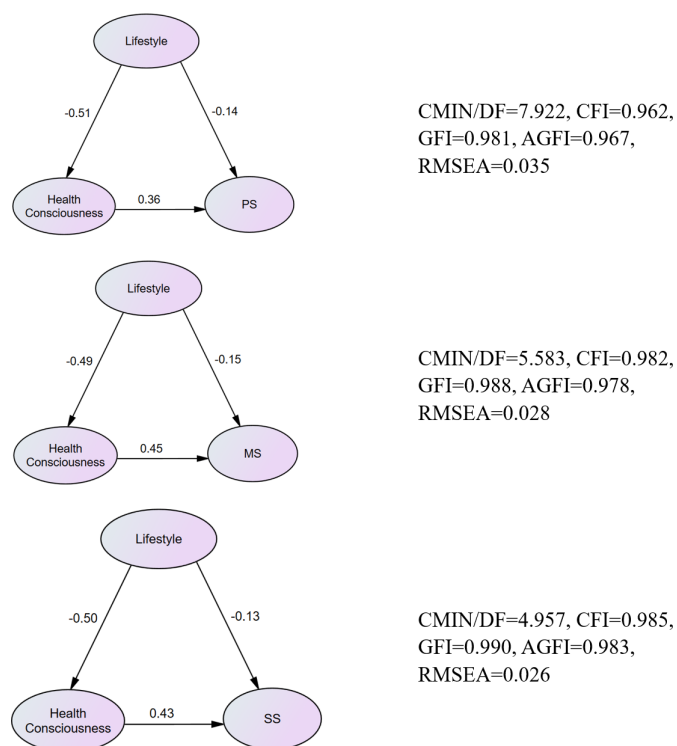 Lifestyle
-0.51
-0.14
Health
Consciousness
0.36
PS
CMIN/DF=7.922, CFI=0.962,
GFI=0.981, AGFI=0.967,
RMSEA=0.035
Lifestyle
-0.49
-0.15
Health
Consciousness
0.45
MS
CMIN/DF=5.583, CFI=0.982,
GFI=0.988, AGFI=0.978,
RMSEA=0.028
Lifestyle
-0.50
-0.13
Health
Consciousness
0.43
SS
CMIN/DF=4.957, CFI=0.985,
GFI=0.990, AGFI=0.983,
RMSEA=0.026